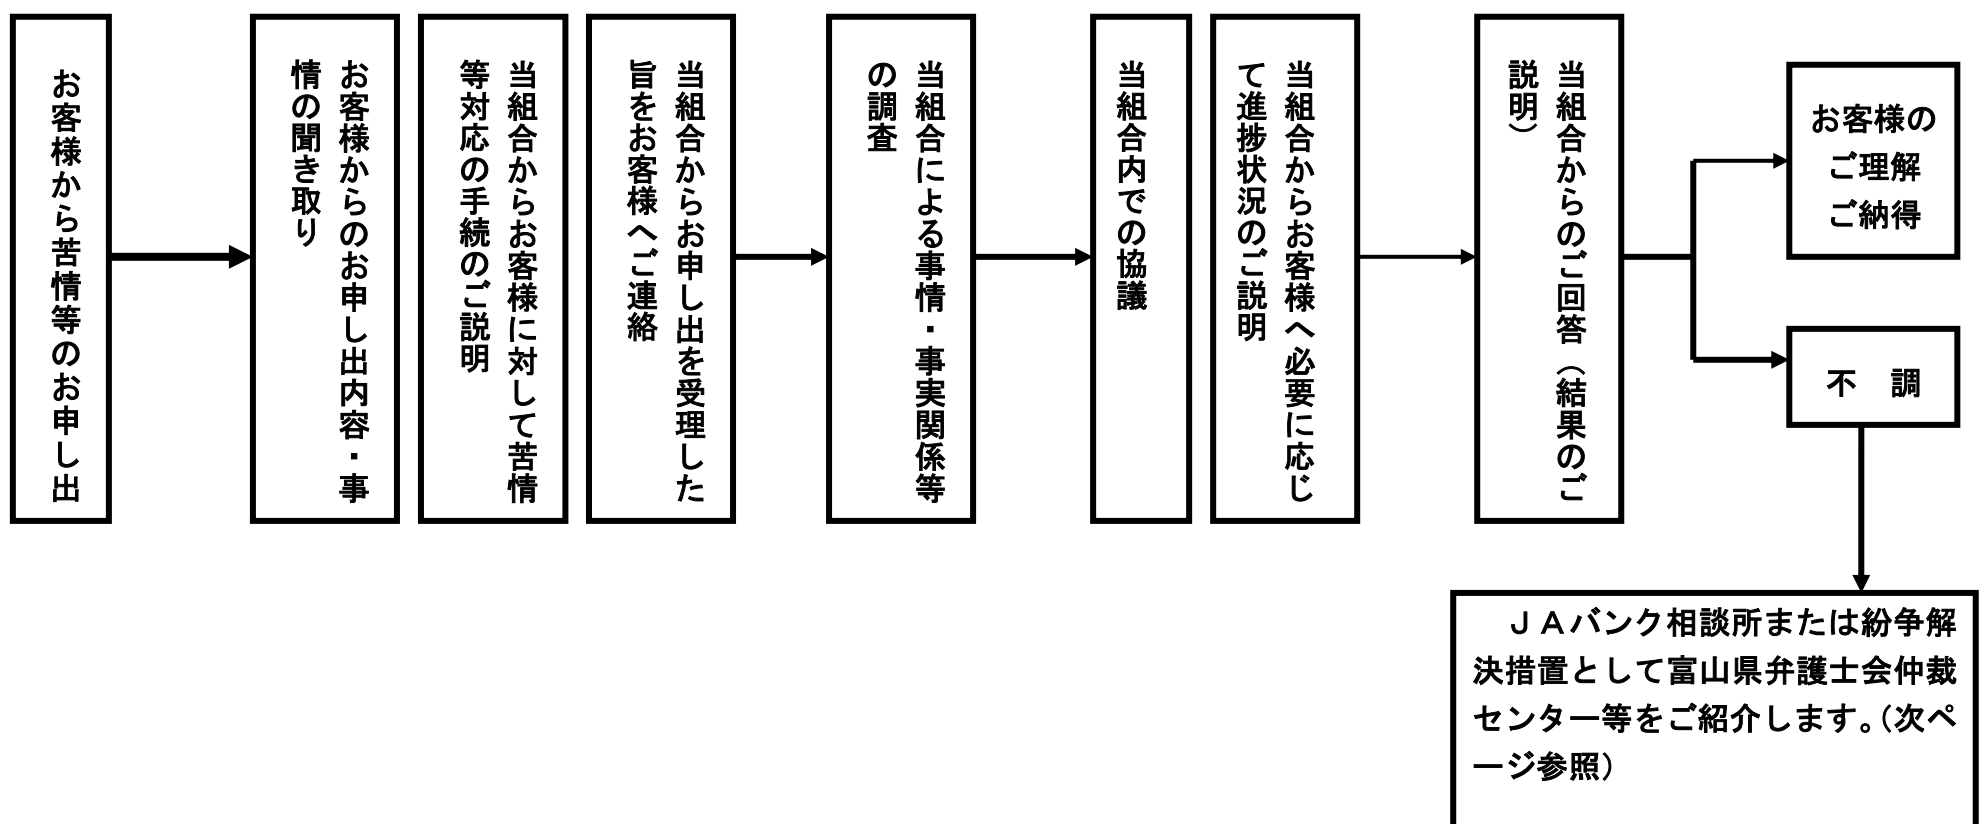 お客様から苦情等のお申し出
お客様からのお申し出内容・事
情の聞き取り
当組合からお客様に対して苦情
等対応の手続のご説明
当組合からお申し出を受理した
旨をお客様へご連絡
当組合による事情・事実関係等
の調査
当組合内での協議
当組合からお客様へ必要に応じ
て進捗状況のご説明
当組合からのご回答（結果のご
説明）
お客様の
ご理解
ご納得
不　調
ＪＡバンク相談所または紛争解
決措置として富山県弁護士会仲裁
センター等をご紹介します。（次ペ
ージ参照）